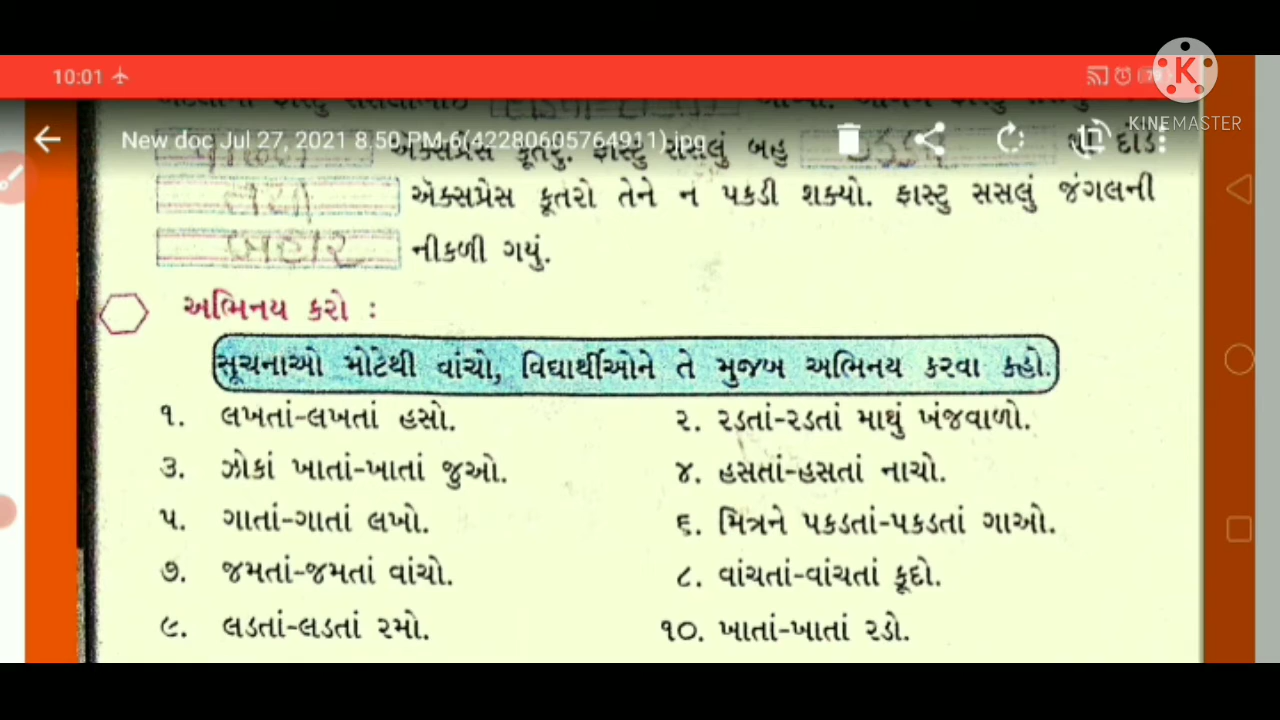 10:01
KINEMASTER
New doc Jul 27, 2021 8.50 PM-6(42280605764911).jpg
એક્સપ્રેસ કૂતરું. ફાસ્ટુ સસલું બહુ
એક્સપ્રેસ કૂતરો તેને ન પકડી શક્યો. ફાસ્ટુ સસલું જંગલની
બહાર નીકળી ગયું.
અભિનય કરો :
સૂચનાઓ મોટેથી વાંચો, વિદ્યાર્થીઓને તે મુજબ અભિનય કરવા કહો.
૧. લખતાં-લખતાં હસો. ૨. રડતાં-રડતાં માથું ખંજવાળો.
૩. ઝોકાં ખાતાં-ખાતાં જુઓ. ૪. હસતાં-હસતાં નાચો.
૫. ગાતાં-ગાતાં લખો. ૬. મિત્રને પકડતાં-પકડતાં ગાઓ.
૭. જમતાં-જમતાં વાંચો. ૮. વાંચતાં-વાંચતાં કૂદો.
૯. લડતાં-લડતાં રમો. ૧૦. ખાતાં-ખાતાં રડો.